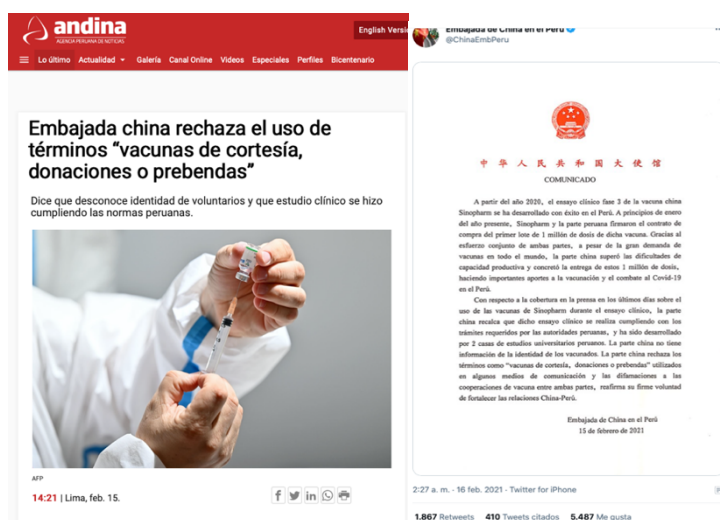 andina
AGENCIA PERUANA DE NOTICIAS
English Versi
Lo último Actualidad Galería Canal Online Videos Especiales Perfiles Bicentenario
Embajada china rechaza el uso de
términos “vacunas de cortesía,
donaciones o prebendas”
Dice que desconoce identidad de voluntarios y que estudio clínico se hizo
cumpliendo las normas peruanas.
AFP
14:21 | Lima, feb. 15.
Embajada de China en el Perú
@ChinaEmbPeru
中华人民共和国大使馆
COMUNICADO
A partir del año 2020, el ensayo clínico fase 3 de la vacuna china
Sinopharm se ha desarrollado con éxito en el Perú. A principios de enero
del año presente, Sinopharm y la parte peruana firmaron el contrato de
compra del primer lote de 1 millón de dosis de dicha vacuna. Gracias al
esfuerzo conjunto de ambas partes, a pesar de la gran demanda de
vacunas en todo el mundo, la parte china superó las dificultades de
capacidad productiva y concretó la entrega de estos 1 millón de dosis,
haciendo importantes aportes a la vacunación y el combate al Covid-19
en el Perú.
Con respecto a la cobertura en la prensa en los últimos días sobre el
uso de las vacunas de Sinopharm durante el ensayo clínico, la parte
china recalca que dicho ensayo clínico se realiza cumpliendo con los
trámites requeridos por las autoridades peruanas, y ha sido desarrollado
por 2 casas de estudios universitarios peruanos. La parte china no tiene
información de la identidad de los vacunados. La parte china rechaza los
términos como “vacunas de cortesía, donaciones o prebendas” utilizados
en algunos medios de comunicación y las difamaciones a las
cooperaciones de vacuna entre ambas partes, reafirma su firme voluntad
de fortalecer las relaciones China-Perú.
Embajada de China en el Perú
15 de febrero de 2021
2:27 a. m. · 16 feb. 2021 · Twitter for iPhone
1.867 Retweets 410 Tweets citados 5.487 Me gusta